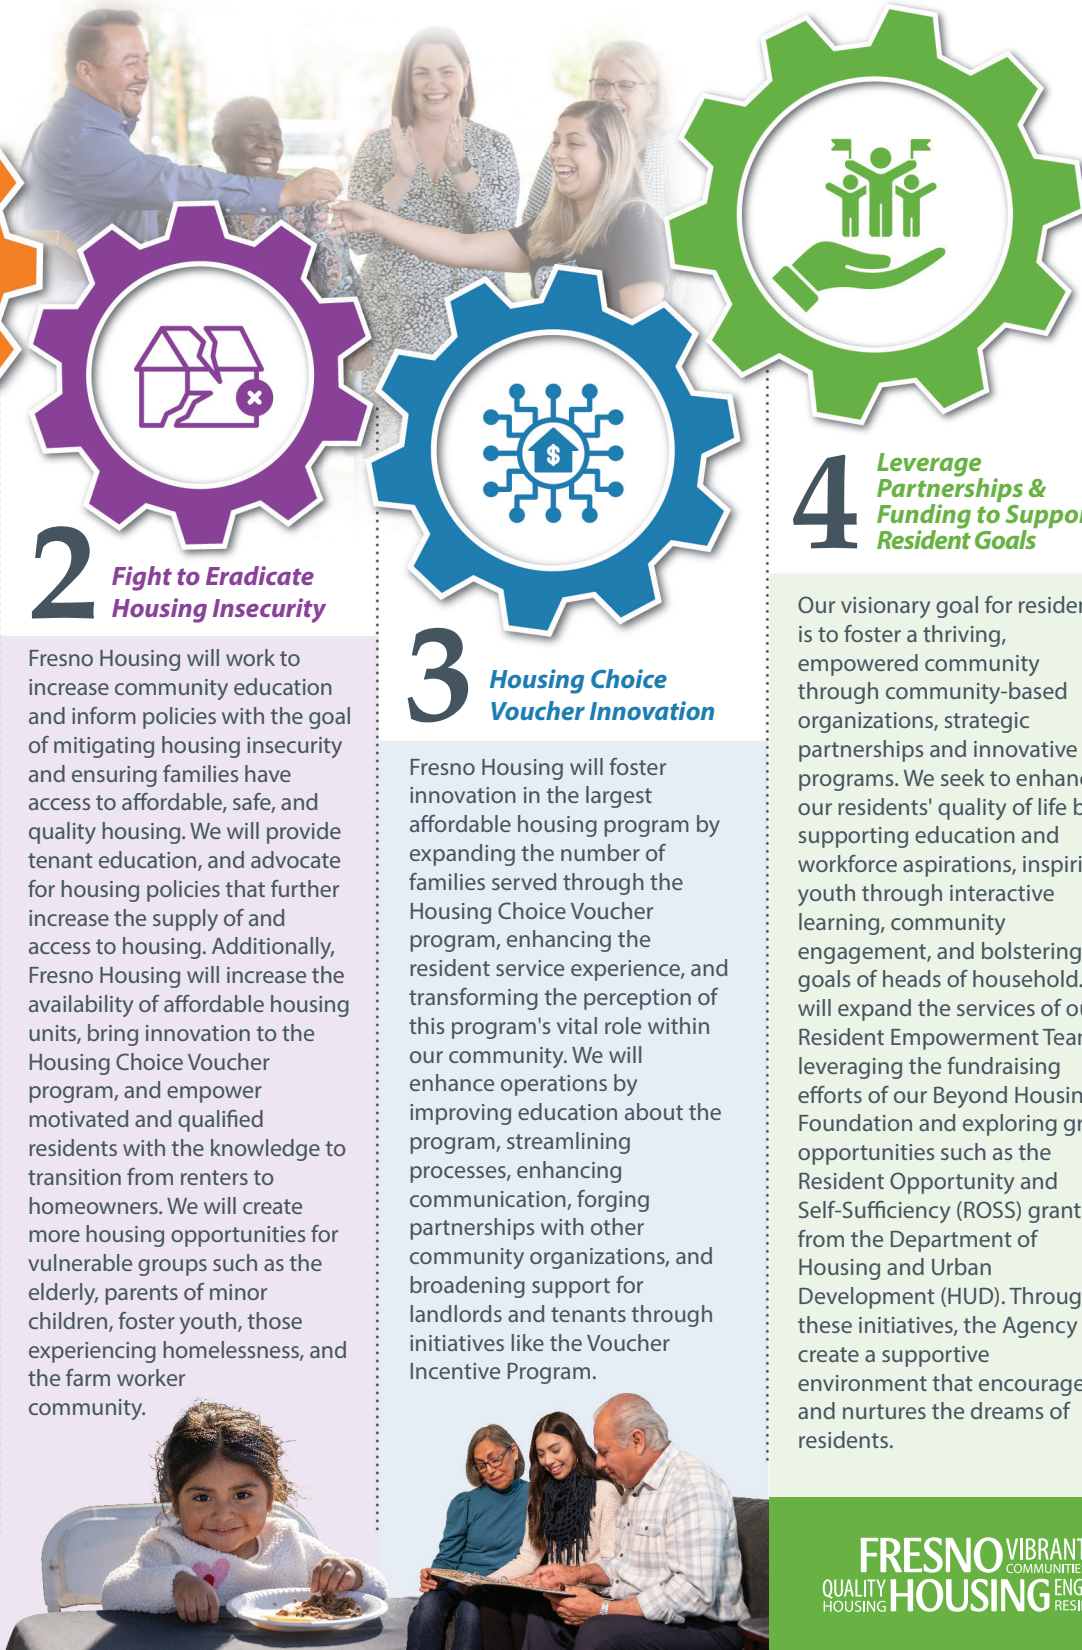 2
Fight to Eradicate
Housing Insecurity
Fresno Housing will work to
increase community education
and inform policies with the goal
of mitigating housing insecurity
and ensuring families have
access to affordable, safe, and
quality housing. We will provide
tenant education, and advocate
for housing policies that further
increase the supply of and
access to housing. Additionally,
Fresno Housing will increase the
availability of affordable housing
units, bring innovation to the
Housing Choice Voucher
program, and empower
motivated and qualified
residents with the knowledge to
transition from renters to
homeowners. We will create
more housing opportunities for
vulnerable groups such as the
elderly, parents of minor
children, foster youth, those
experiencing homelessness, and
the farm worker
community.
$
3
Housing Choice
Voucher Innovation
Fresno Housing will foster
innovation in the largest
affordable housing program by
expanding the number of
families served through the
Housing Choice Voucher
program, enhancing the
resident service experience, and
transforming the perception of
this program's vital role within
our community. We will
enhance operations by
improving education about the
program, streamlining
processes, enhancing
communication, forging
partnerships with other
community organizations, and
broadening support for
landlords and tenants through
initiatives like the Voucher
Incentive Program.
4
Leverage
Partnerships &
Funding to Suppor
Resident Goals
Our visionary goal for residen
is to foster a thriving,
empowered community
through community-based
organizations, strategic
partnerships and innovative
programs. We seek to enhanc
our residents' quality of life b
supporting education and
workforce aspirations, inspiri
youth through interactive
learning, community
engagement, and bolstering
goals of heads of household.
will expand the services of ou
Resident Empowerment Tear
leveraging the fundraising
efforts of our Beyond Housin
Foundation and exploring gr
opportunities such as the
Resident Opportunity and
Self-Sufficiency (ROSS) grant
from the Department of
Housing and Urban
Development (HUD). Throug
these initiatives, the Agency
create a supportive
environment that encourage
and nurtures the dreams of
residents.
FRESNO VIBRANT
COMMUNITIE
QUALITY HOUSING HOUSING ENG
RESI